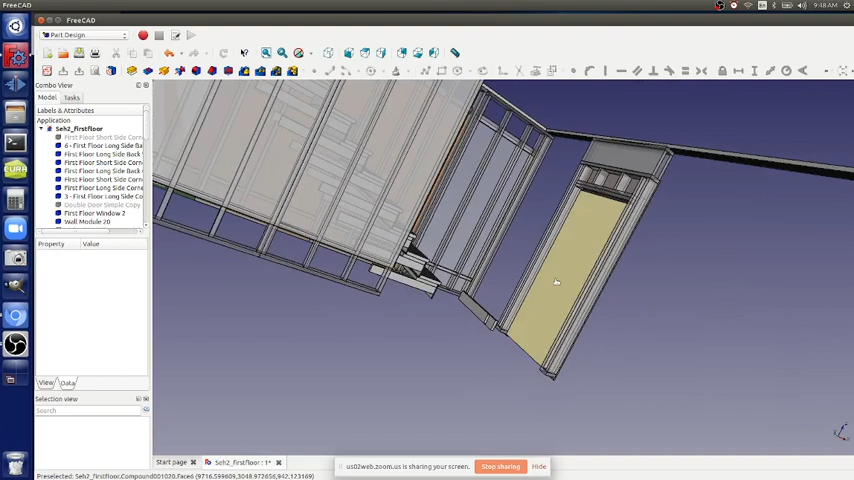 FreeCAD
En
9:48 AM
FreeCAD
Part Design
Combo View
Model Tasks
Labels & Attributes
Application
Seh2_firstfloor
First Floor Short Side Corn
6 - First Floor Long Side Ba
First Floor Long Side Back
First Floor Short Side Corn
First Floor Long Side Back
First Floor Short Side Corn
First Floor Long Side Corne
3 - First Floor Long Side Co
Double Door Simple Copy
First Floor Window 2
Wall Module 20
Property Value
View Data
Selection view
Search
Start page
Seh2_firstfloor : 1*
us02web.zoom.us is sharing your screen.
Stop sharing
Hide
Preselected: Seh2_firstfloor.Compound001020.Face6 (9716.599609,3048.972656,942.123169)